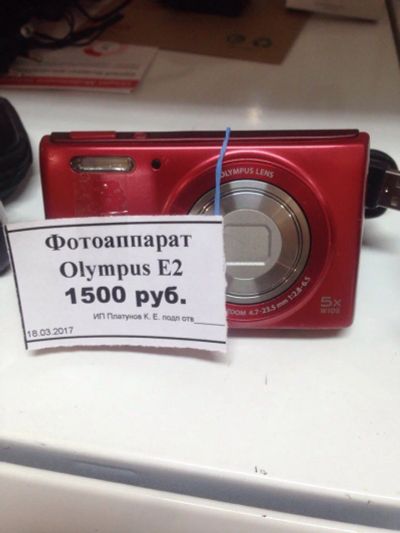 OLYMPUS LENS
Фотоаппарат
Olympus E2
1500 руб.
ИП Платунов К. Е. подп отв
18.03.2017
ZOOM 4.7-23.5 mm 1:2.8-6.5
5x
WIDE